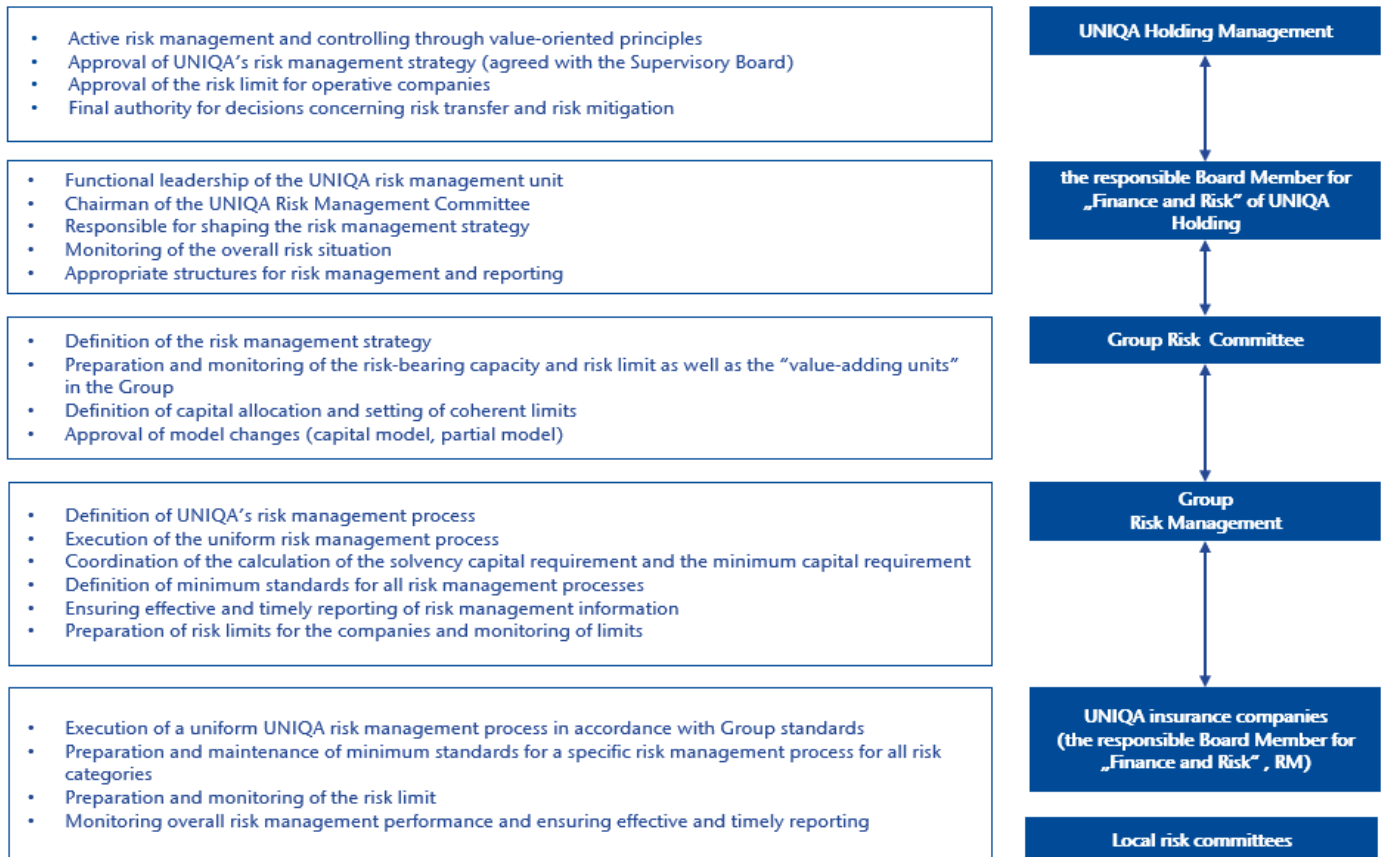 • Active risk management and controlling through value-oriented principles
• Approval of UNIQA's risk management strategy (agreed with the Supervisory Board)
• Approval of the risk limit for operative companies
• Final authority for decisions concerning risk transfer and risk mitigation
UNIQA Holding Management
• Functional leadership of the UNIQA risk management unit
• Chairman of the UNIQA Risk Management Committee
• Responsible for shaping the risk management strategy
• Monitoring of the overall risk situation
• Appropriate structures for risk management and reporting
the responsible Board Member for
„Finance and Risk" of UNIQA
Holding
• Definition of the risk management strategy
• Preparation and monitoring of the risk-bearing capacity and risk limit as well as the “value-adding units”
in the Group
• Definition of capital allocation and setting of coherent limits
• Approval of model changes (capital model, partial model)
Group Risk Committee
• Definition of UNIQA's risk management process
• Execution of the uniform risk management process
• Coordination of the calculation of the solvency capital requirement and the minimum capital requirement
• Definition of minimum standards for all risk management processes
• Ensuring effective and timely reporting of risk management information
• Preparation of risk limits for the companies and monitoring of limits
Group
Risk Management
• Execution of a uniform UNIQA risk management process in accordance with Group standards
• Preparation and maintenance of minimum standards for a specific risk management process for all risk
categories
• Preparation and monitoring of the risk limit
• Monitoring overall risk management performance and ensuring effective and timely reporting
UNIQA insurance companies
(the responsible Board Member for
„Finance and Risk" , RM)
Local risk committees